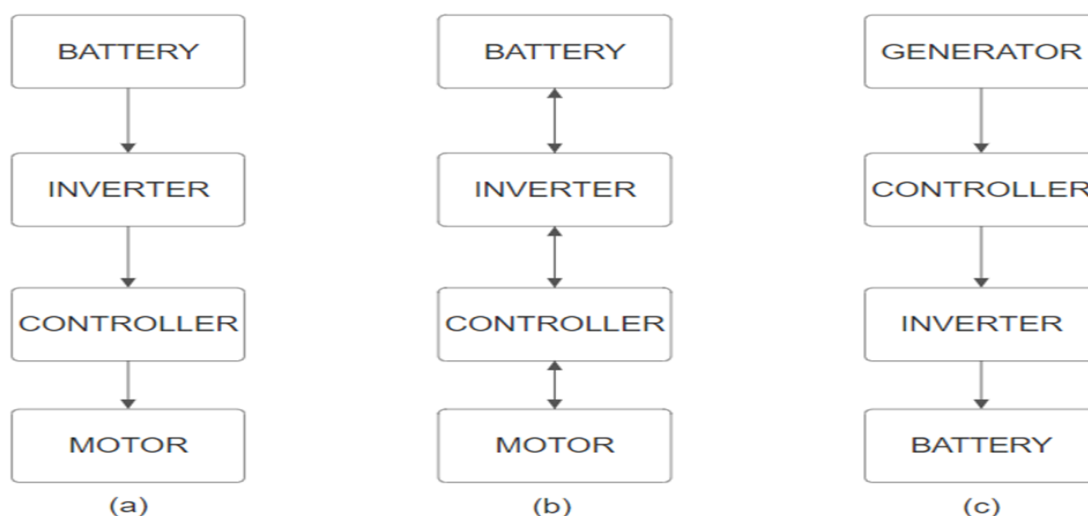 BATTERY
INVERTER
CONTROLLER
MOTOR
(a)
BATTERY
INVERTER
CONTROLLER
MOTOR
(b)
GENERATOR
CONTROLLER
INVERTER
BATTERY
(c)